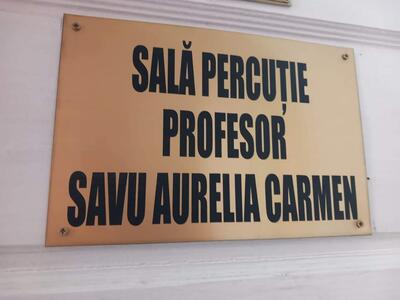 SALĂ PERCUȚIE
PROFESOR
SAVU AURELIA CARMEN